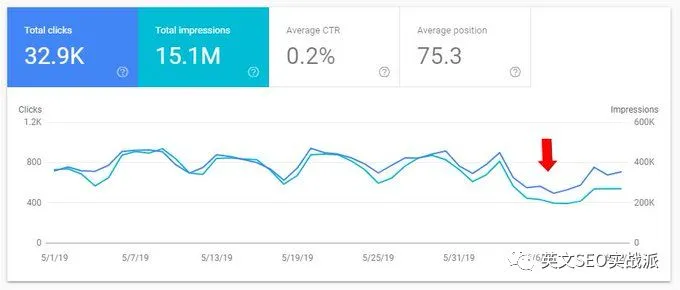 Total clicks
32.9K
Total impressions
15.1M
Average CTR
0.2%
Average position
75.3
Clicks
Impressions
1.2K
600K
800
400K
400
200K
0
0
5/1/19
5/7/19
5/13/19
5/19/19
5/25/19
5/31/19
英文SEO实战派